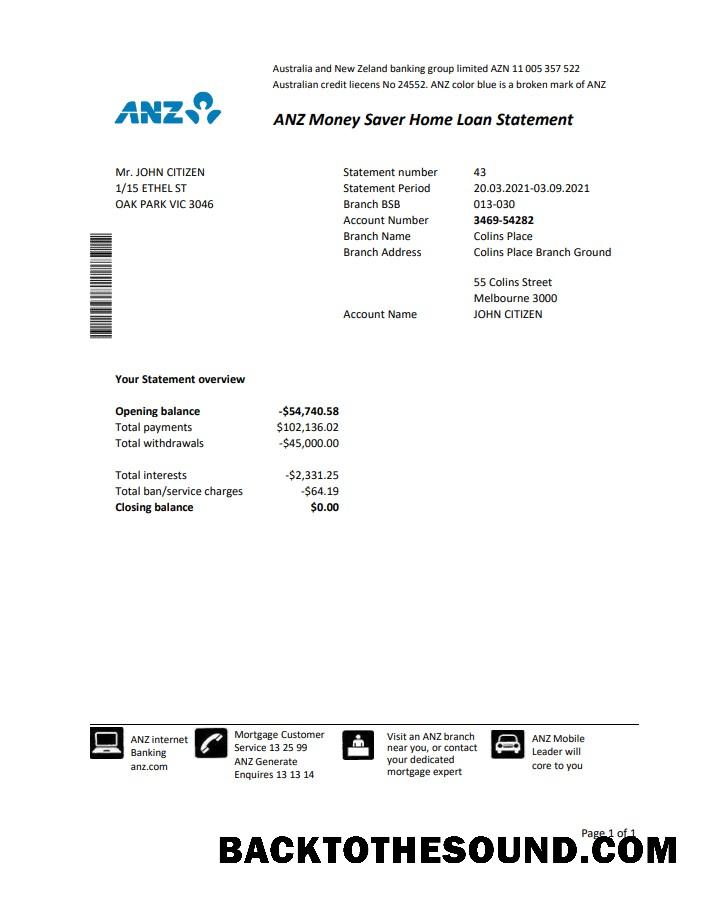 Australia and New Zeland banking group limited AZN 11 005 357 522
Australian credit liecens No 24552. ANZ color blue is a broken mark of ANZ
ANZ
ANZ Money Saver Home Loan Statement
Mr. JOHN CITIZEN
1/15 ETHEL ST
OAK PARK VIC 3046
Statement number 43
Statement Period 20.03.2021-03.09.2021
Branch BSB 013-030
Account Number 3469-54282
Branch Name Colins Place
Branch Address Colins Place Branch Ground
55 Colins Street
Melbourne 3000
Account Name JOHN CITIZEN
Your Statement overview
Opening balance -$54,740.58
Total payments $102,136.02
Total withdrawals -$45,000.00
Total interests -$2,331.25
Total ban/service charges -$64.19
Closing balance $0.00
ANZ internet
Banking
anz.com
Mortgage Customer
Service 13 25 99
ANZ Generate
Enquires 13 13 14
Visit an ANZ branch
near you, or contact
your dedicated
mortgage expert
ANZ Mobile
Leader will
core to you
Page 1 of 1
BACKTOTHESOUND.COM